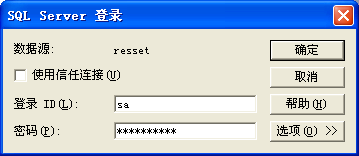 SQL Server 登录
数据源: resset
确定
使用信任连接(U)
取消
登录 ID(L): sa
帮助(H)
密码(P): **********
选项(O) >>